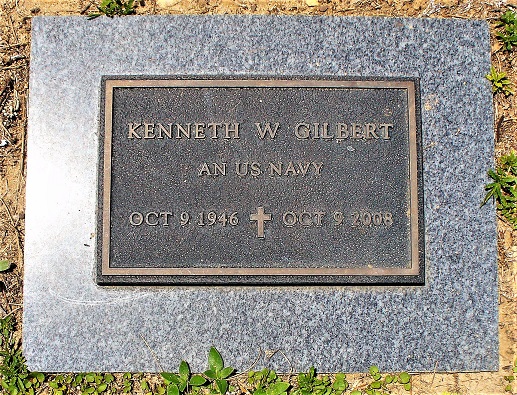 KENNETH W GILBERT
AN US NAVY
OCT 9 1946 ✝ OCT 9 2008